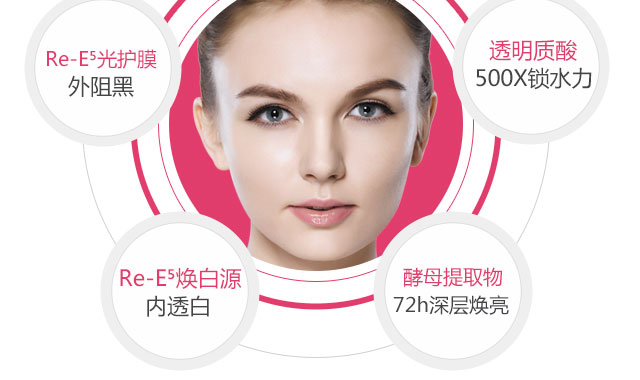 Re-E⁵光护膜
外阻黑
透明质酸
500X锁水力
Re-E⁵焕白源
内透白
酵母提取物
72h深层焕亮